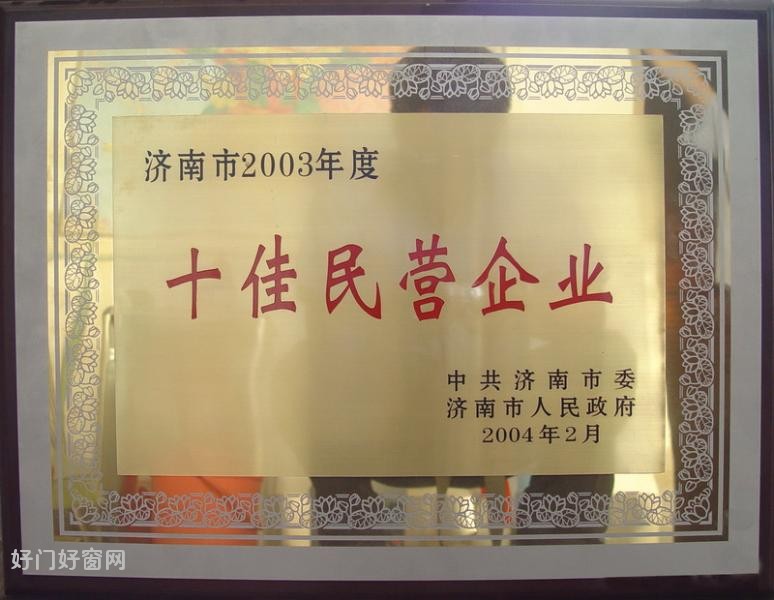 济南市2003年度
十佳民营企业
中共济南市委
济南市人民政府
2004年2月
好门好窗网